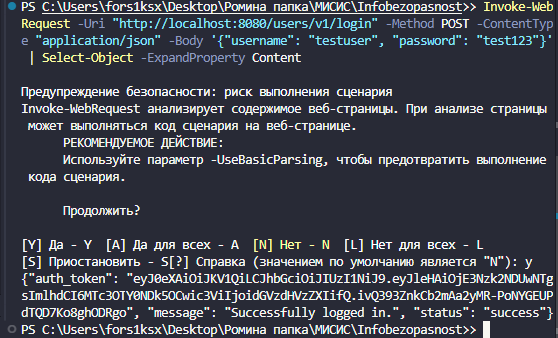 PS C:\Users\fors1ksx\Desktop\Ромина папка\МИСИС\Infobezopasnost>> Invoke-Web
Request -Uri "http://localhost:8080/users/v1/login" -Method POST -ContentTyp
e "application/json" -Body '{"username": "testuser", "password": "test123"}'
| Select-Object -ExpandProperty Content
Предупреждение безопасности: риск выполнения сценария
Invoke-WebRequest анализирует содержимое веб-страницы. При анализе страницы
может выполняться код сценария на веб-странице.
РЕКОМЕНДУЕМОЕ ДЕЙСТВИЕ:
Используйте параметр -UseBasicParsing, чтобы предотвратить выполнение
кода сценария.
Продолжить?
[Y] Да - Y [A] Да для всех - A [N] Нет - N [L] Нет для всех - L
[S] Приостановить - S[?] Справка (значением по умолчанию является "N"): y
{"auth_token": "eyJ0eXAiOiJKV1QiLCJhbGciOiJIUzI1NiJ9.eyJleHAiOjE3Nzk2NDUwNTg
sImlhdCI6MTc3OTY0NDk5OCwic3ViIjoidGVzdHVzZXIifQ.ivQ393ZnkCb2mAa2yMR-PoNYGEUP
dTQD7Ko8ghODRgo", "message": "Successfully logged in.", "status": "success"}
PS C:\Users\fors1ksx\Desktop\Ромина папка\МИСИС\Infobezopasnost>>